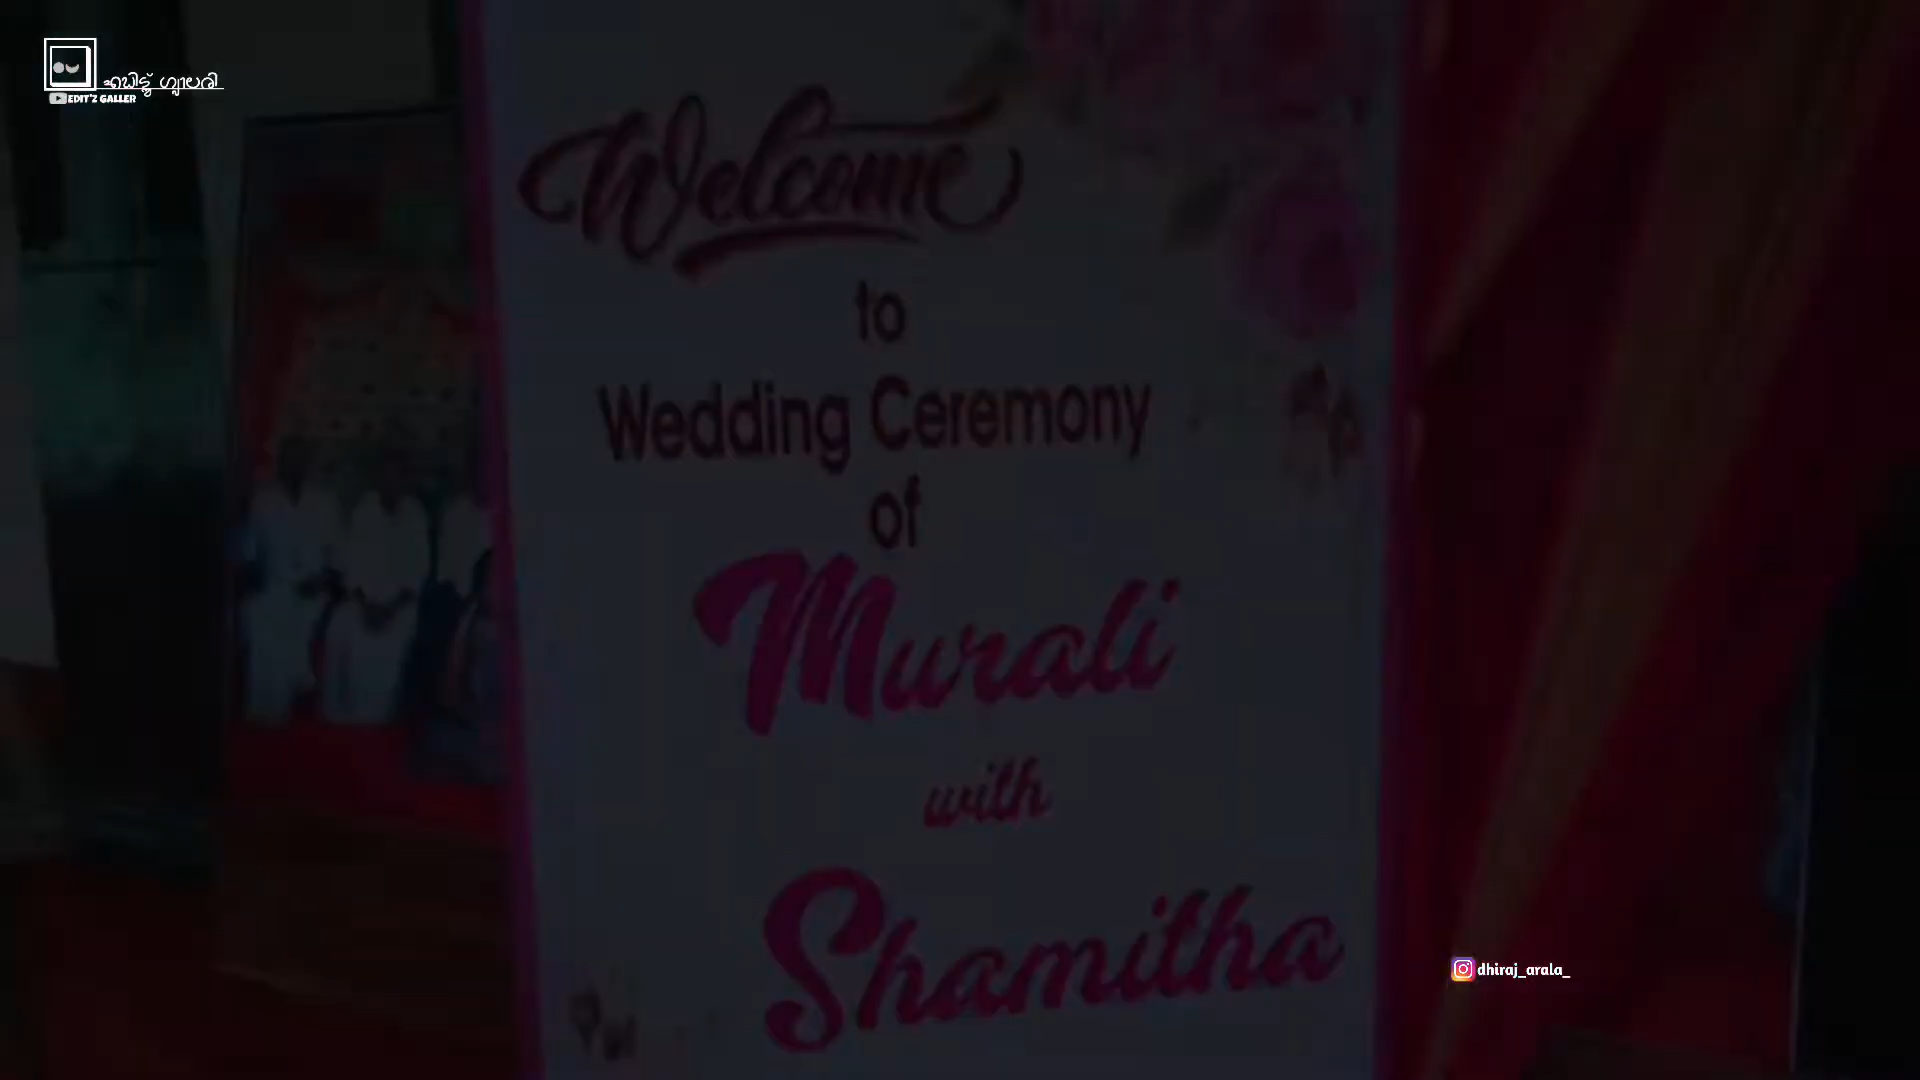 എഡിറ്റ് ഗ്യാലറി
EDIT'Z GALLER
Welcome
to
Wedding Ceremony
of
Murali
with
Shamitha
dhiraj_arala_